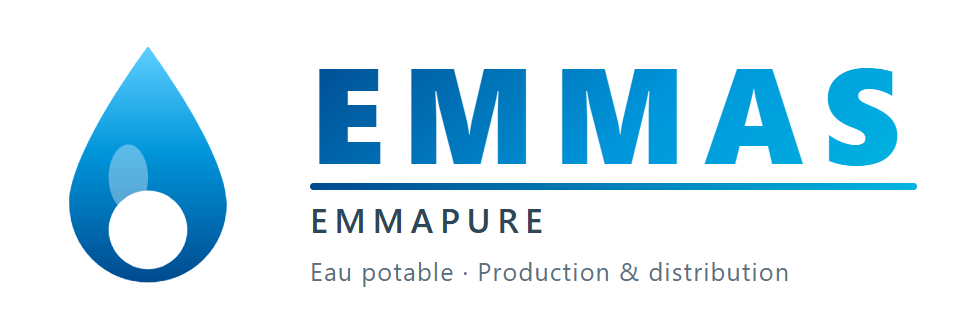 EMMAS
EMMAPURE
Eau potable · Production & distribution